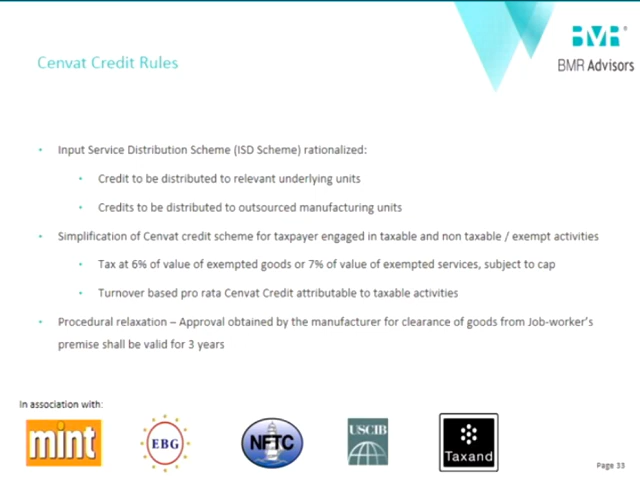 BMR
BMR Advisors
Cenvat Credit Rules
Input Service Distribution Scheme (ISD Scheme) rationalized:
Credit to be distributed to relevant underlying units
Credits to be distributed to outsourced manufacturing units
Simplification of Cenvat credit scheme for taxpayer engaged in taxable and non taxable / exempt activities
Tax at 6% of value of exempted goods or 7% of value of exempted services, subject to cap
Turnover based pro rata Cenvat Credit attributable to taxable activities
Procedural relaxation – Approval obtained by the manufacturer for clearance of goods from Job-worker's
premise shall be valid for 3 years
In association with:
mint
EBG
NFTC
USCIB
Taxand
Page 33